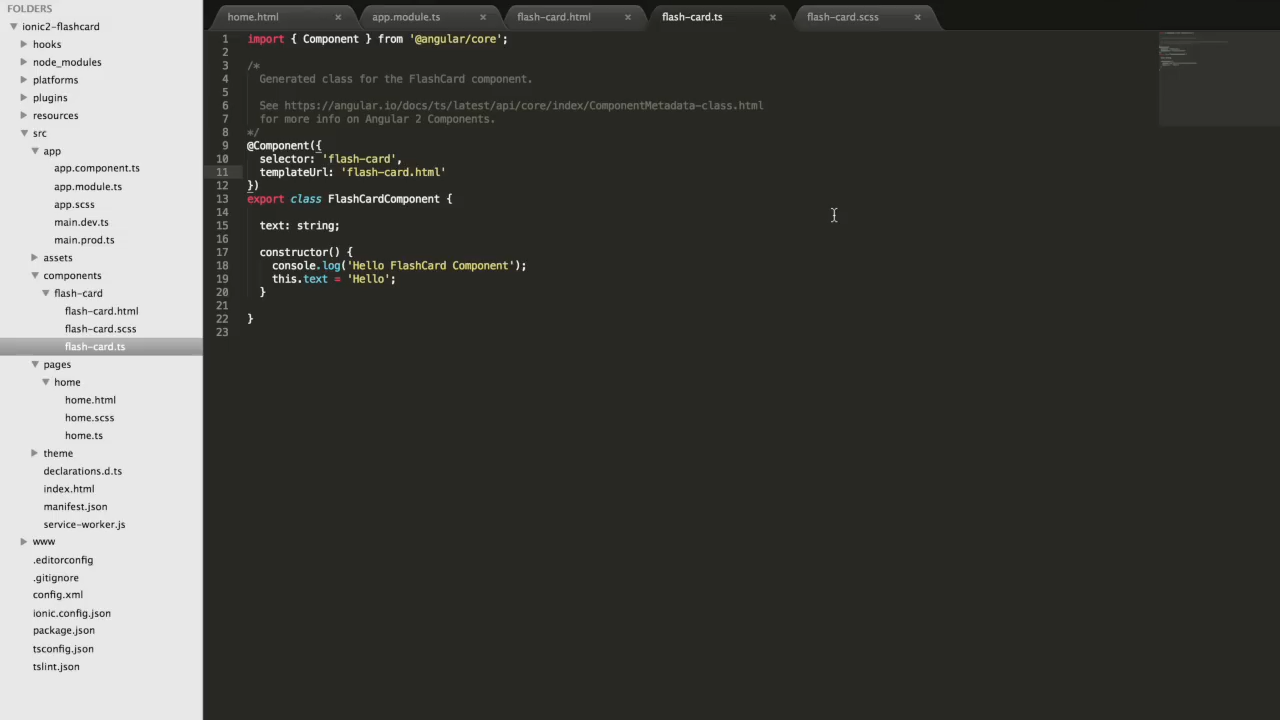 FOLDERS
ionic2-flashcard
hooks
node_modules
platforms
plugins
resources
src
app
app.component.ts
app.module.ts
app.scss
main.dev.ts
main.prod.ts
assets
components
flash-card
flash-card.html
flash-card.scss
flash-card.ts
pages
home
home.html
home.scss
home.ts
theme
declarations.d.ts
index.html
manifest.json
service-worker.js
www
.editorconfig
.gitignore
config.xml
ionic.config.json
package.json
tsconfig.json
tslint.json
home.html × app.module.ts × flash-card.html × flash-card.ts × flash-card.scss ×
1 import { Component } from '@angular/core';
2
3 /*
4 Generated class for the FlashCard component.
5
6 See https://angular.io/docs/ts/latest/api/core/index/ComponentMetadata-class.html
7 for more info on Angular 2 Components.
8 */
9 @Component({
10 selector: 'flash-card',
11 templateUrl: 'flash-card.html'
12 })
13 export class FlashCardComponent {
14
15 text: string;
16
17 constructor() {
18 console.log('Hello FlashCard Component');
19 this.text = 'Hello';
20 }
21
22 }
23